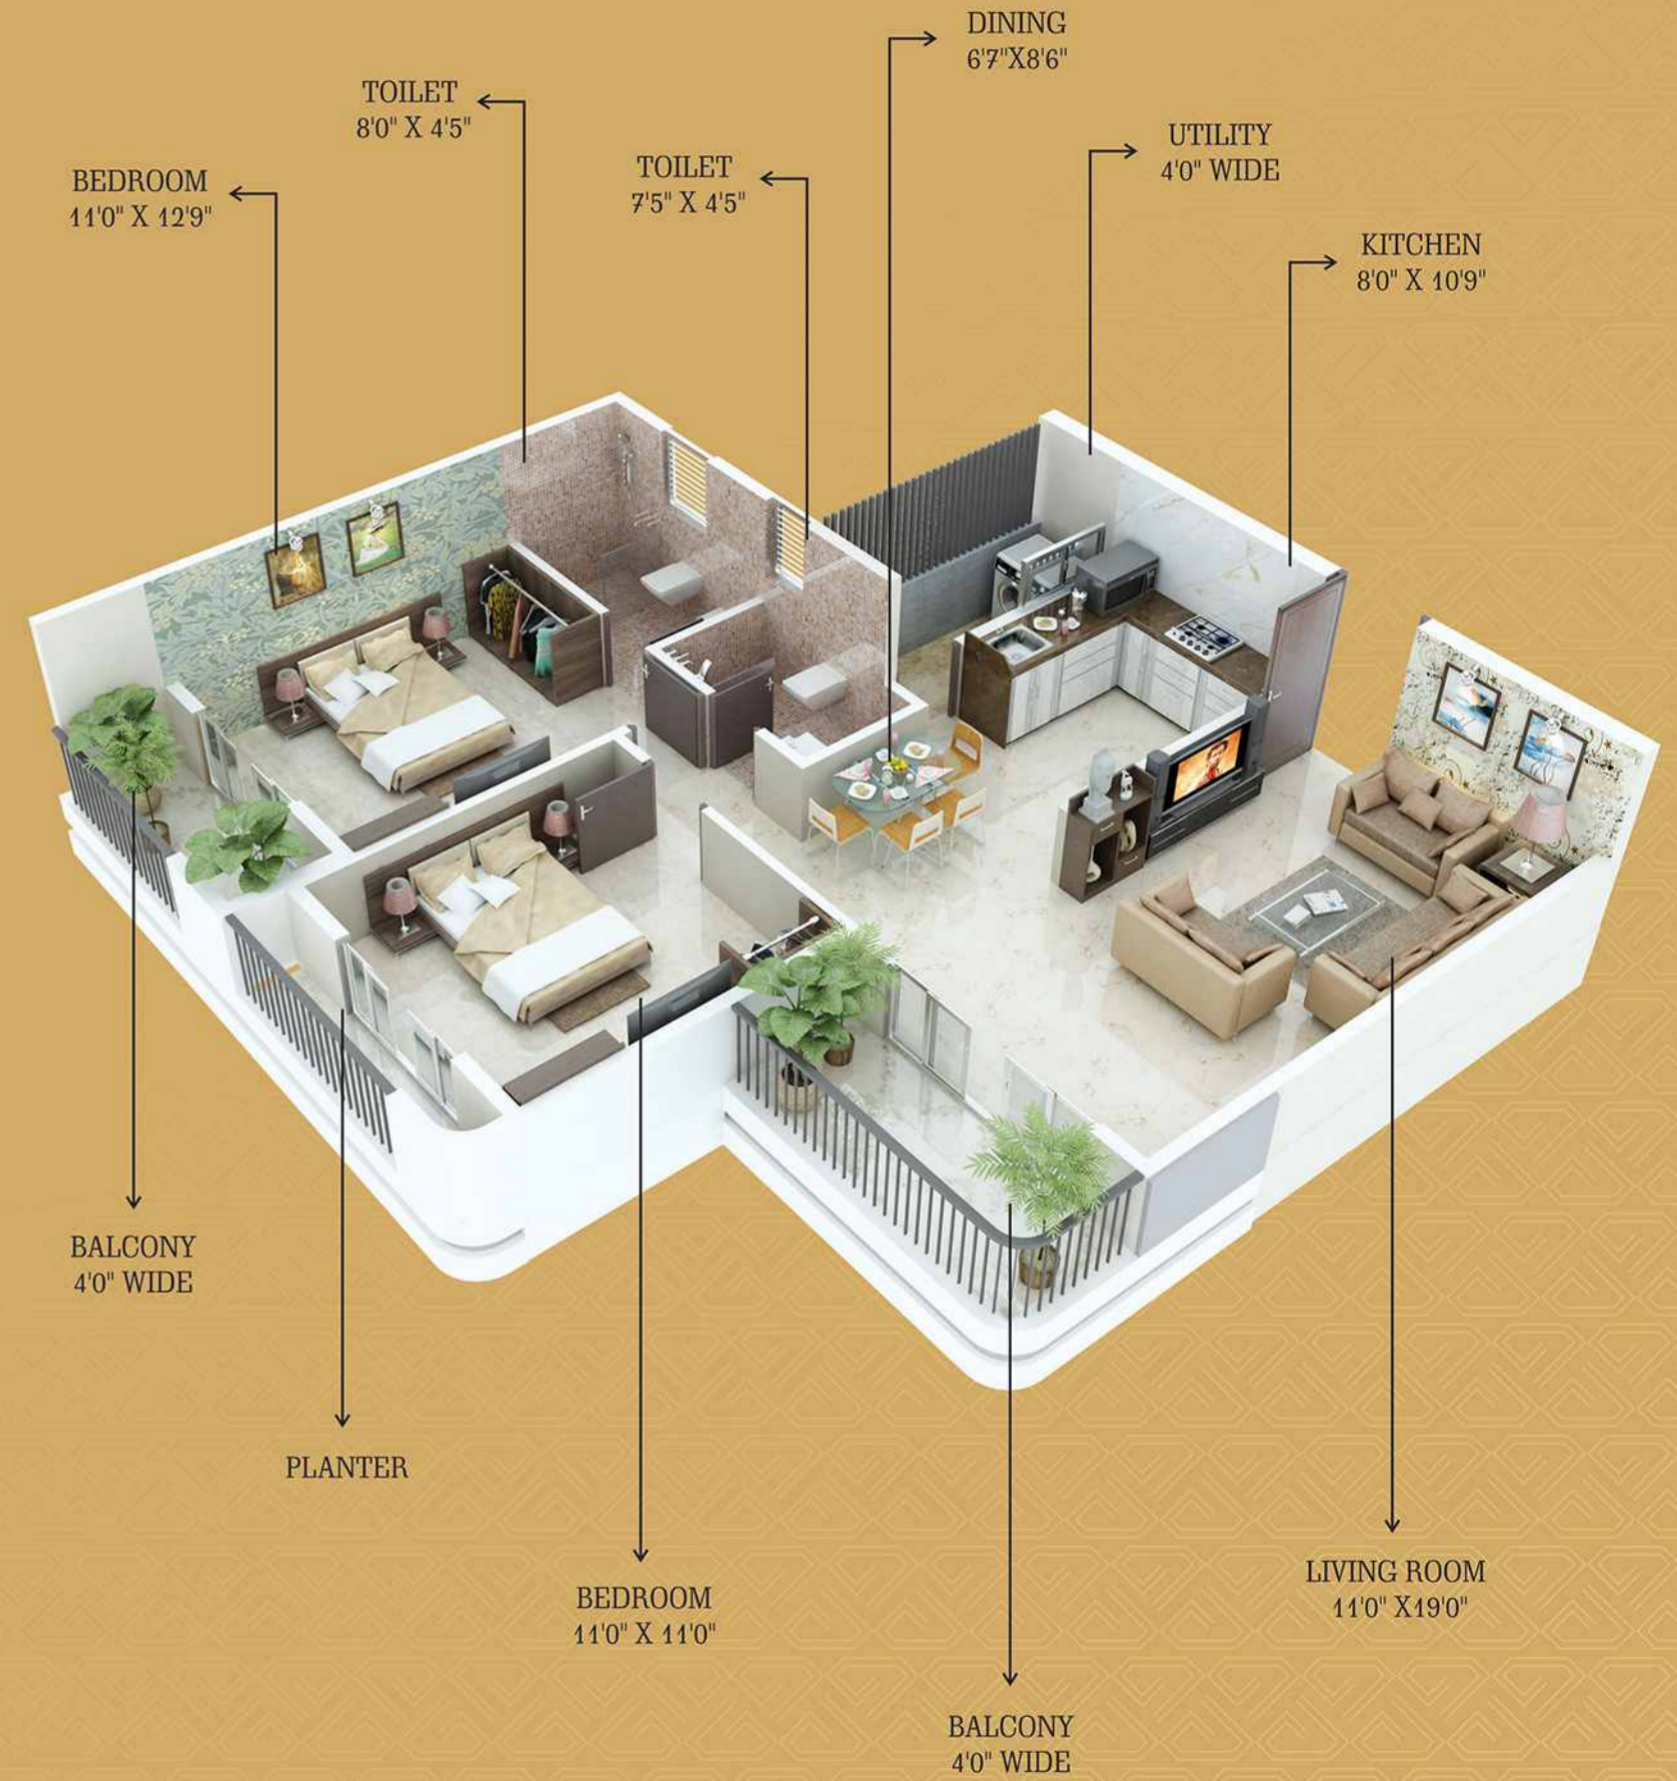 DINING
6'7"X8'6"
TOILET
8'0" X 4'5"
UTILITY
4'0" WIDE
TOILET
7'5" X 4'5"
BEDROOM
11'0" X 12'9"
KITCHEN
8'0" X 10'9"
BALCONY
4'0" WIDE
PLANTER
LIVING ROOM
11'0" X19'0"
BEDROOM
11'0" X 11'0"
BALCONY
4'0" WIDE